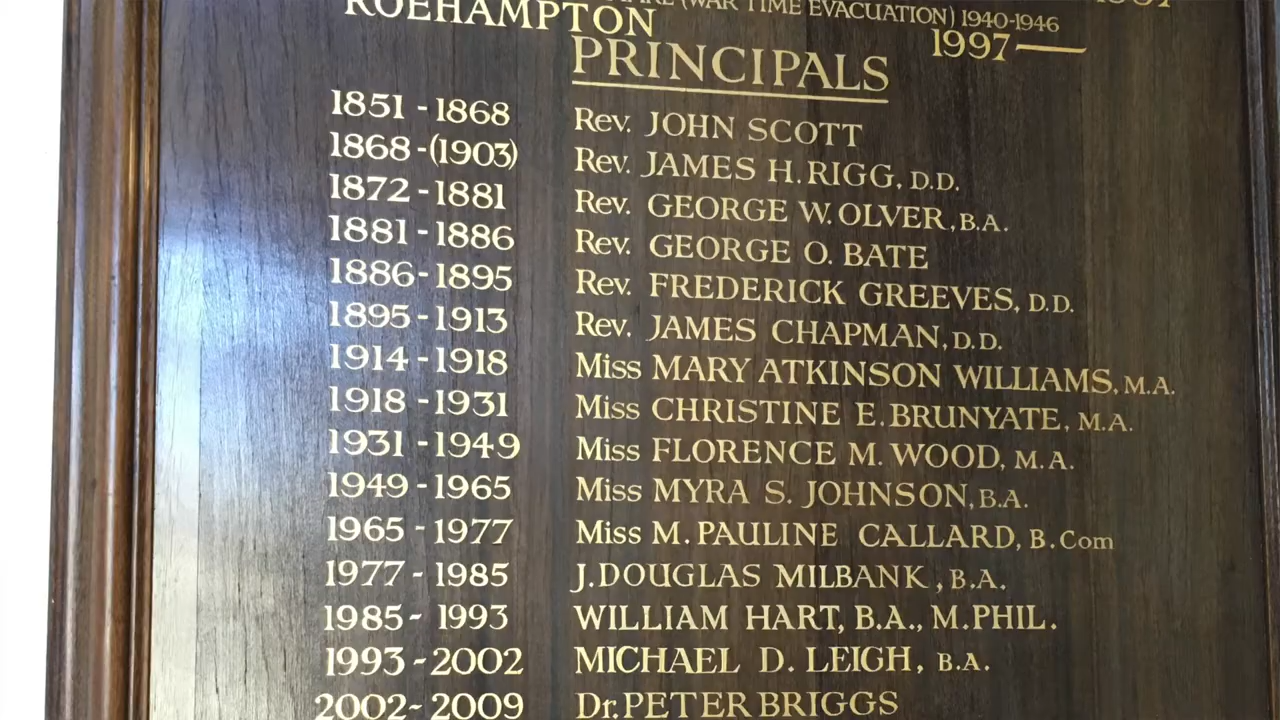 (WAR TIME EVACUATION) 1940-1946
ROEHAMPTON 1997—
PRINCIPALS
1851 - 1868 Rev. JOHN SCOTT
1868 - (1903) Rev. JAMES H. RIGG, D.D.
1872 - 1881 Rev. GEORGE W. OLVER, B.A.
1881 - 1886 Rev. GEORGE O. BATE
1886 - 1895 Rev. FREDERICK GREEVES, D.D.
1895 - 1913 Rev. JAMES CHAPMAN, D.D.
1914 - 1918 Miss MARY ATKINSON WILLIAMS, M.A.
1918 - 1931 Miss CHRISTINE E. BRUNYATE, M.A.
1931 - 1949 Miss FLORENCE M. WOOD, M.A.
1949 - 1965 Miss MYRA S. JOHNSON, B.A.
1965 - 1977 Miss M. PAULINE CALLARD, B.Com
1977 - 1985 J. DOUGLAS MILBANK, B.A.
1985 - 1993 WILLIAM HART, B.A., M.PHIL.
1993 - 2002 MICHAEL D. LEIGH, B.A.
2002 - 2009 Dr. PETER BRIGGS